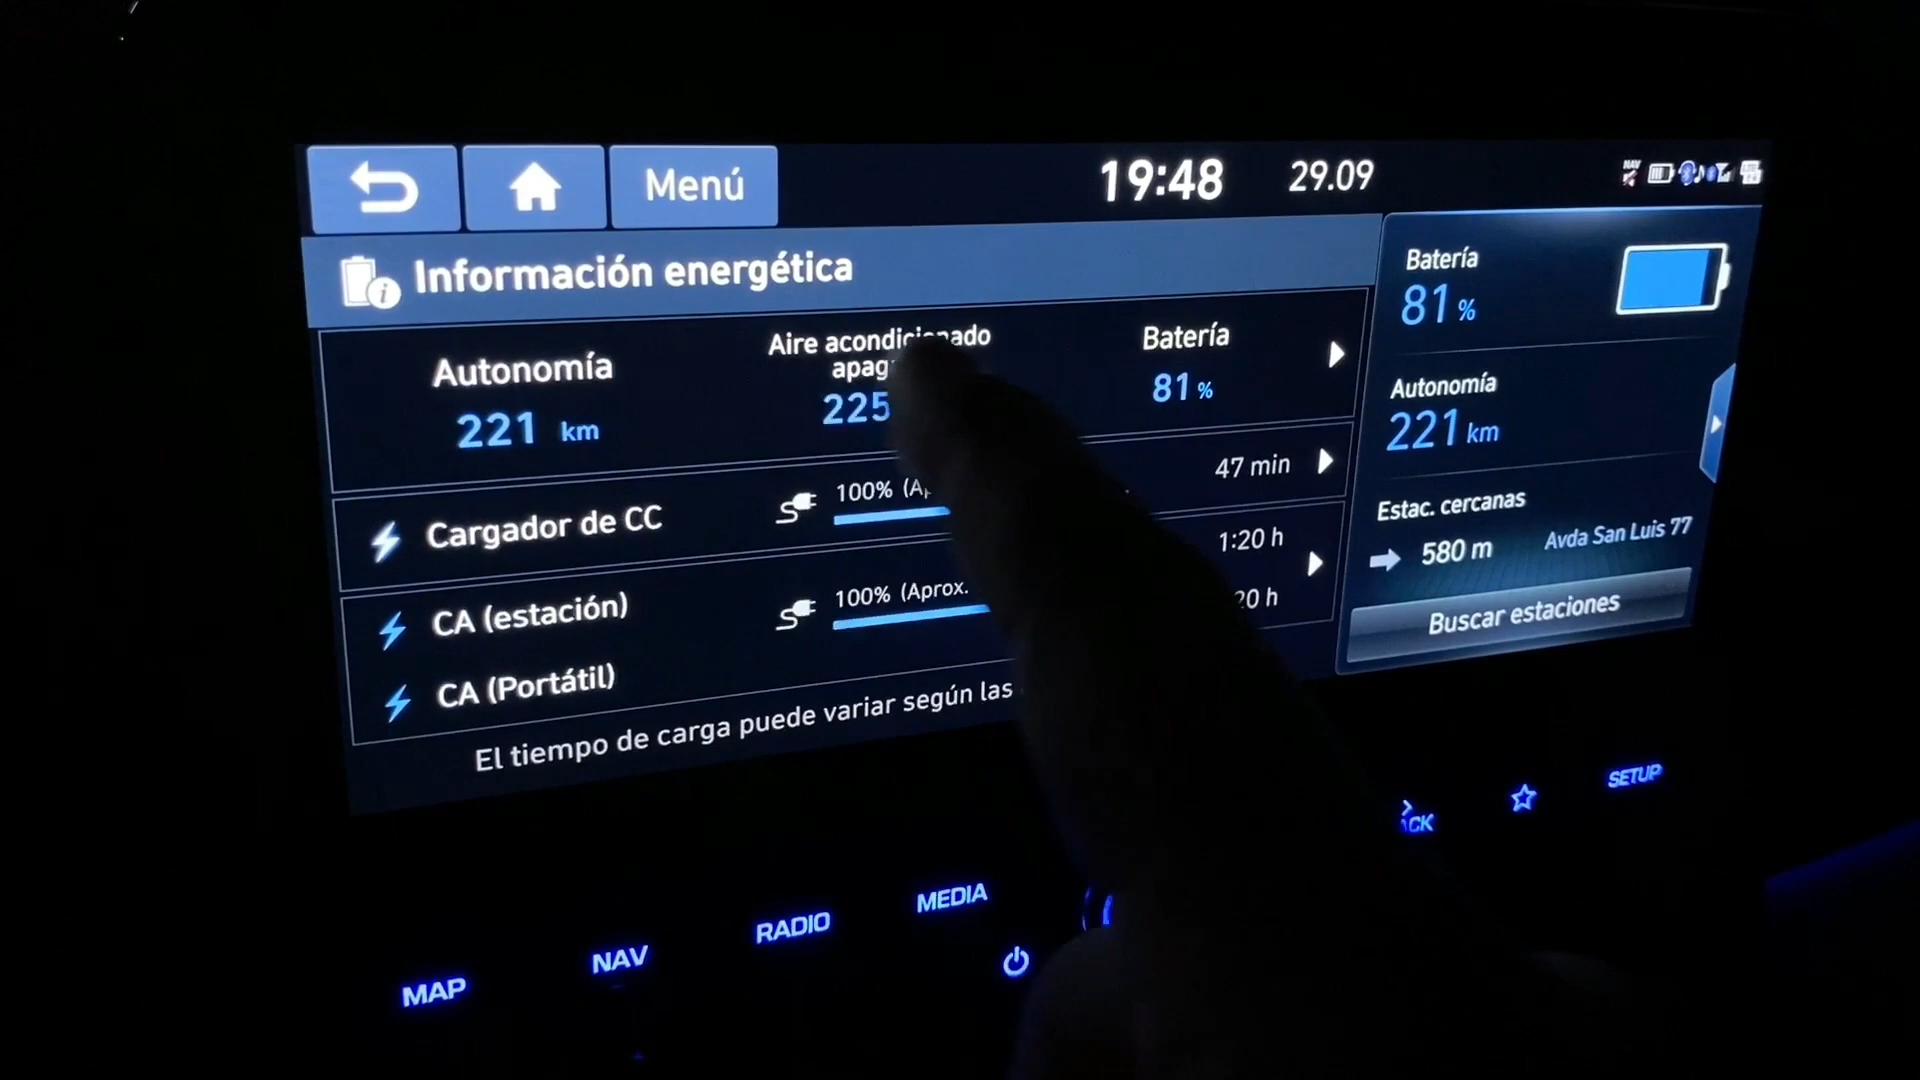 Menú
19:48
29.09
Información energética
Autonomía
221 km
Aire acondicionado
225
Batería
81 %
Cargador de CC
100%
47 min
CA (estación)
100% (Aprox.
1:20 h
CA (Portátil)
20 h
El tiempo de carga puede variar según las
Batería
81 %
Autonomía
221 km
Estac. cercanas
580 m
Avda San Luis 77
Buscar estaciones
MAP
NAV
RADIO
MEDIA
SETUP